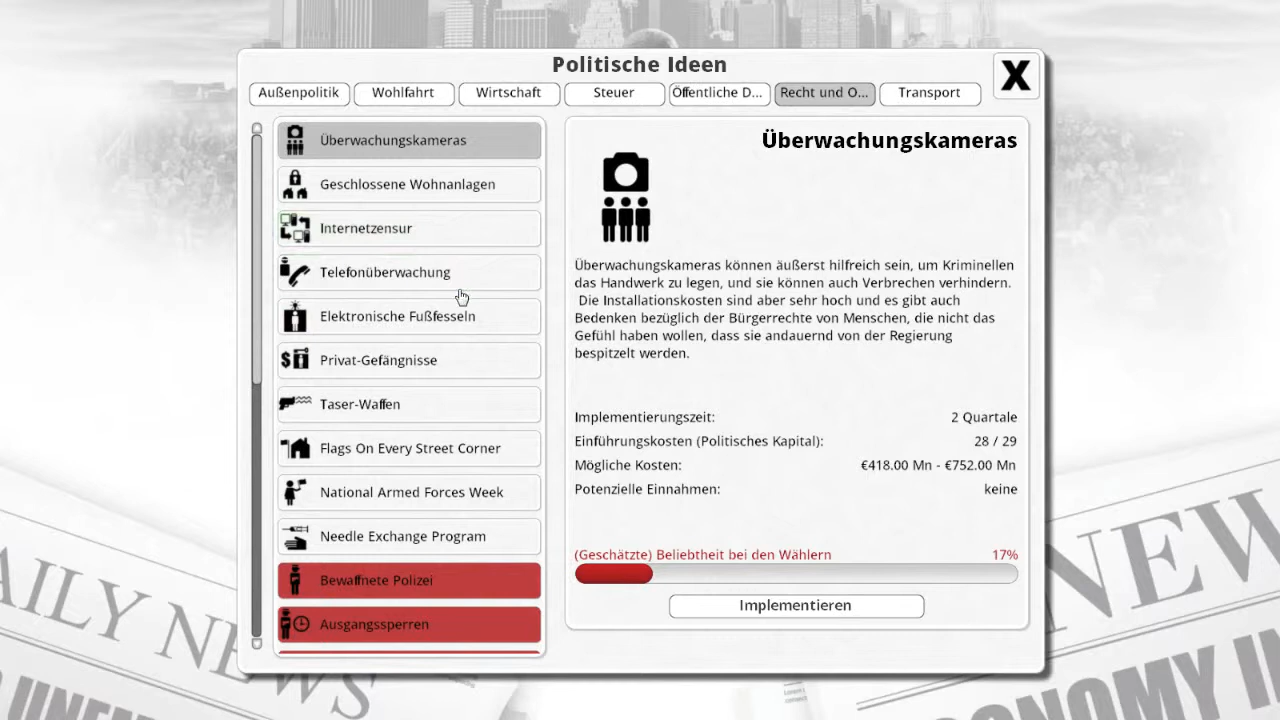 Politische Ideen
X
Außenpolitik
Wohlfahrt
Wirtschaft
Steuer
Öffentliche D...
Recht und O...
Transport
Überwachungskameras
Geschlossene Wohnanlagen
Internetzensur
Telefonüberwachung
Elektronische Fußfesseln
Privat-Gefängnisse
Taser-Waffen
Flags On Every Street Corner
National Armed Forces Week
Needle Exchange Program
Bewaffnete Polizei
Ausgangssperren
Überwachungskameras
Überwachungskameras können äußerst hilfreich sein, um Kriminellen
das Handwerk zu legen, und sie können auch Verbrechen verhindern.
Die Installationskosten sind aber sehr hoch und es gibt auch
Bedenken bezüglich der Bürgerrechte von Menschen, die nicht das
Gefühl haben wollen, dass sie andauernd von der Regierung
bespitzelt werden.
Implementierungszeit: 2 Quartale
Einführungskosten (Politisches Kapital): 28 / 29
Mögliche Kosten: €418.00 Mn - €752.00 Mn
Potenzielle Einnahmen: keine
(Geschätzte) Beliebtheit bei den Wählern 17%
Implementieren
AILY NEWS
NEW
ONOMY IN